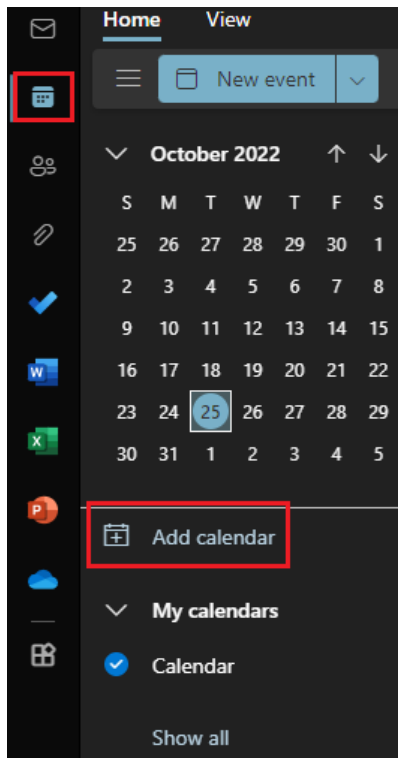 Home View
New event
October 2022
S M T W T F S
25 26 27 28 29 30 1
2 3 4 5 6 7 8
9 10 11 12 13 14 15
16 17 18 19 20 21 22
23 24 25 26 27 28 29
30 31 1 2 3 4 5
Add calendar
My calendars
Calendar
Show all
W
X
P